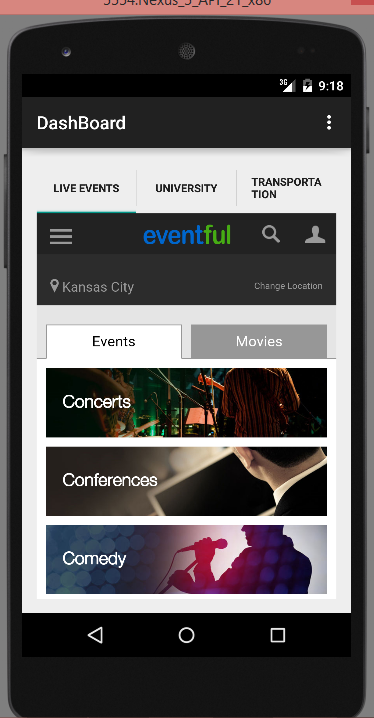 5554:Nexus_5_API_21_x86
3G 9:18
DashBoard
LIVE EVENTS
UNIVERSITY
TRANSPORTA
TION
eventful
Kansas City
Change Location
Events
Movies
Concerts
Conferences
Comedy